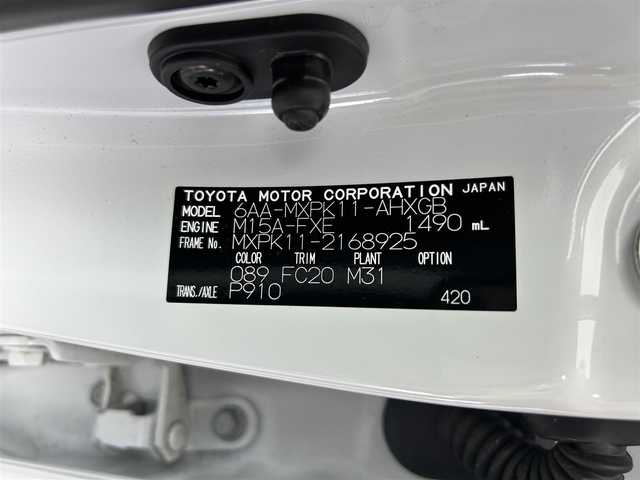 TOYOTA MOTOR CORPORATION JAPAN
MODEL 6AA-MXPK11-AHXGB
ENGINE M15A-FXE 1490 mL
FRAME No. MXPK11-2168925
COLOR TRIM PLANT OPTION
089 FC20 M31
TRANS./AXLE P910 420